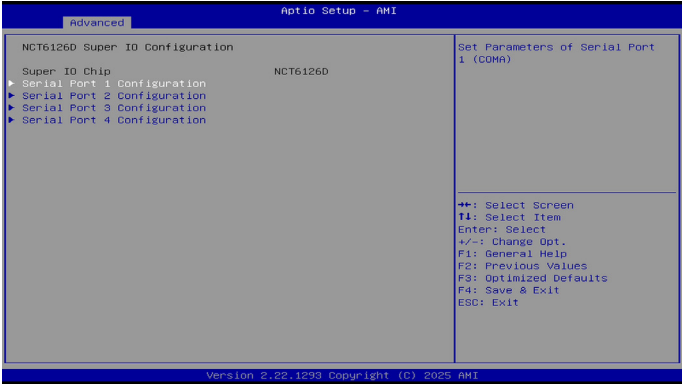 Aptio Setup - AMI
Advanced
NCT6126D Super IO Configuration
Super IO Chip NCT6126D
► Serial Port 1 Configuration
► Serial Port 2 Configuration
► Serial Port 3 Configuration
► Serial Port 4 Configuration
Set Parameters of Serial Port
1 (COMA)
→←: Select Screen
↑↓: Select Item
Enter: Select
+/-: Change Opt.
F1: General Help
F2: Previous Values
F3: Optimized Defaults
F4: Save & Exit
ESC: Exit
Version 2.22.1293 Copyright (C) 2025 AMI